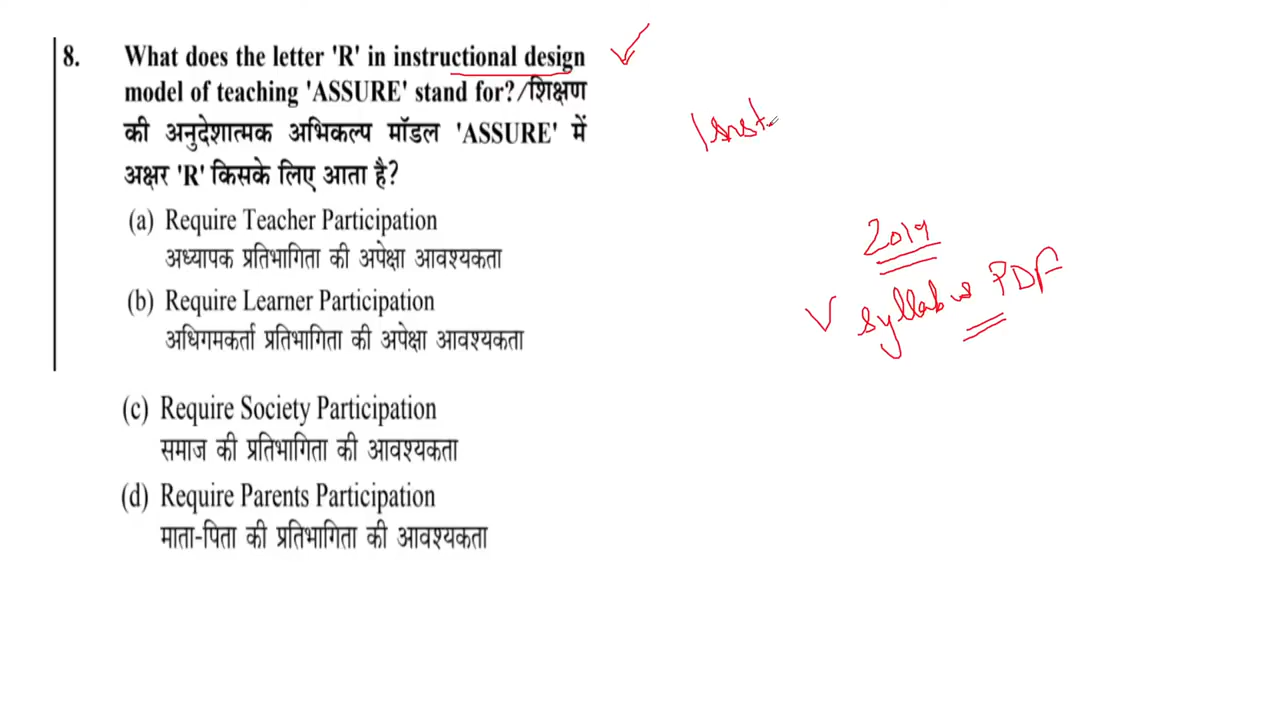 8. What does the letter 'R' in instructional design
model of teaching 'ASSURE' stand for?/शिक्षण
की अनुदेशात्मक अभिकल्प मॉडल 'ASSURE' में
अक्षर 'R' किसके लिए आता है?
(a) Require Teacher Participation
अध्यापक प्रतिभागिता की अपेक्षा आवश्यकता
(b) Require Learner Participation
अधिगमकर्ता प्रतिभागिता की अपेक्षा आवश्यकता
(c) Require Society Participation
समाज की प्रतिभागिता की आवश्यकता
(d) Require Parents Participation
माता-पिता की प्रतिभागिता की आवश्यकता
2019
syllabus PDF